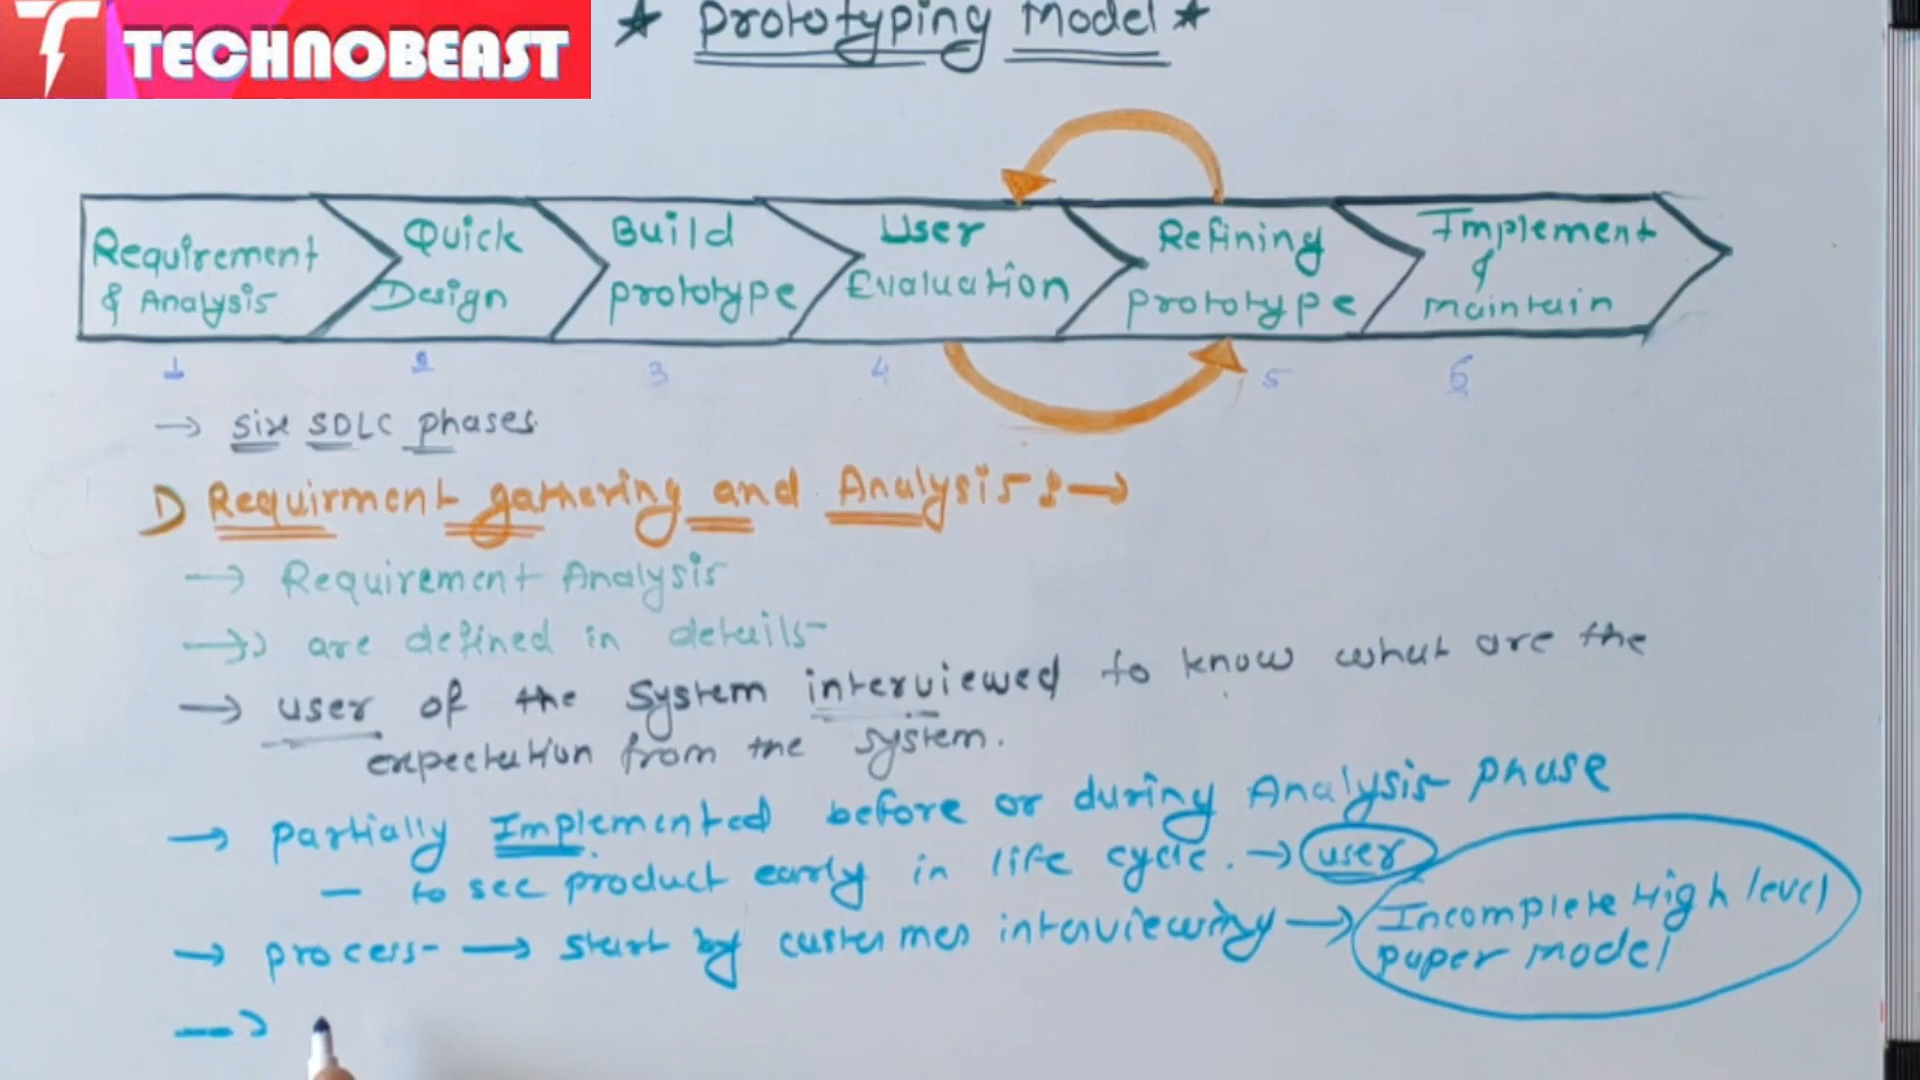 TECHNOBEAST
★ Prototyping Model ★
Requirement
& Analysis
Quick
Design
Build
prototype
User
Evaluation
Refining
prototype
Implement
&
maintain
1 2 3 4 5 6
→ six SDLC phases
1) Requirment gathering and Analysis :→
→ Requirement Analysis
→ are defined in details
→ user of the system interviewed to know what are the
expectation from the system.
→ partially Implemented before or during Analysis phase
— to see product early in life cycle. → user
→ process → start by customes interviewing → Incomplete High level
paper model
→